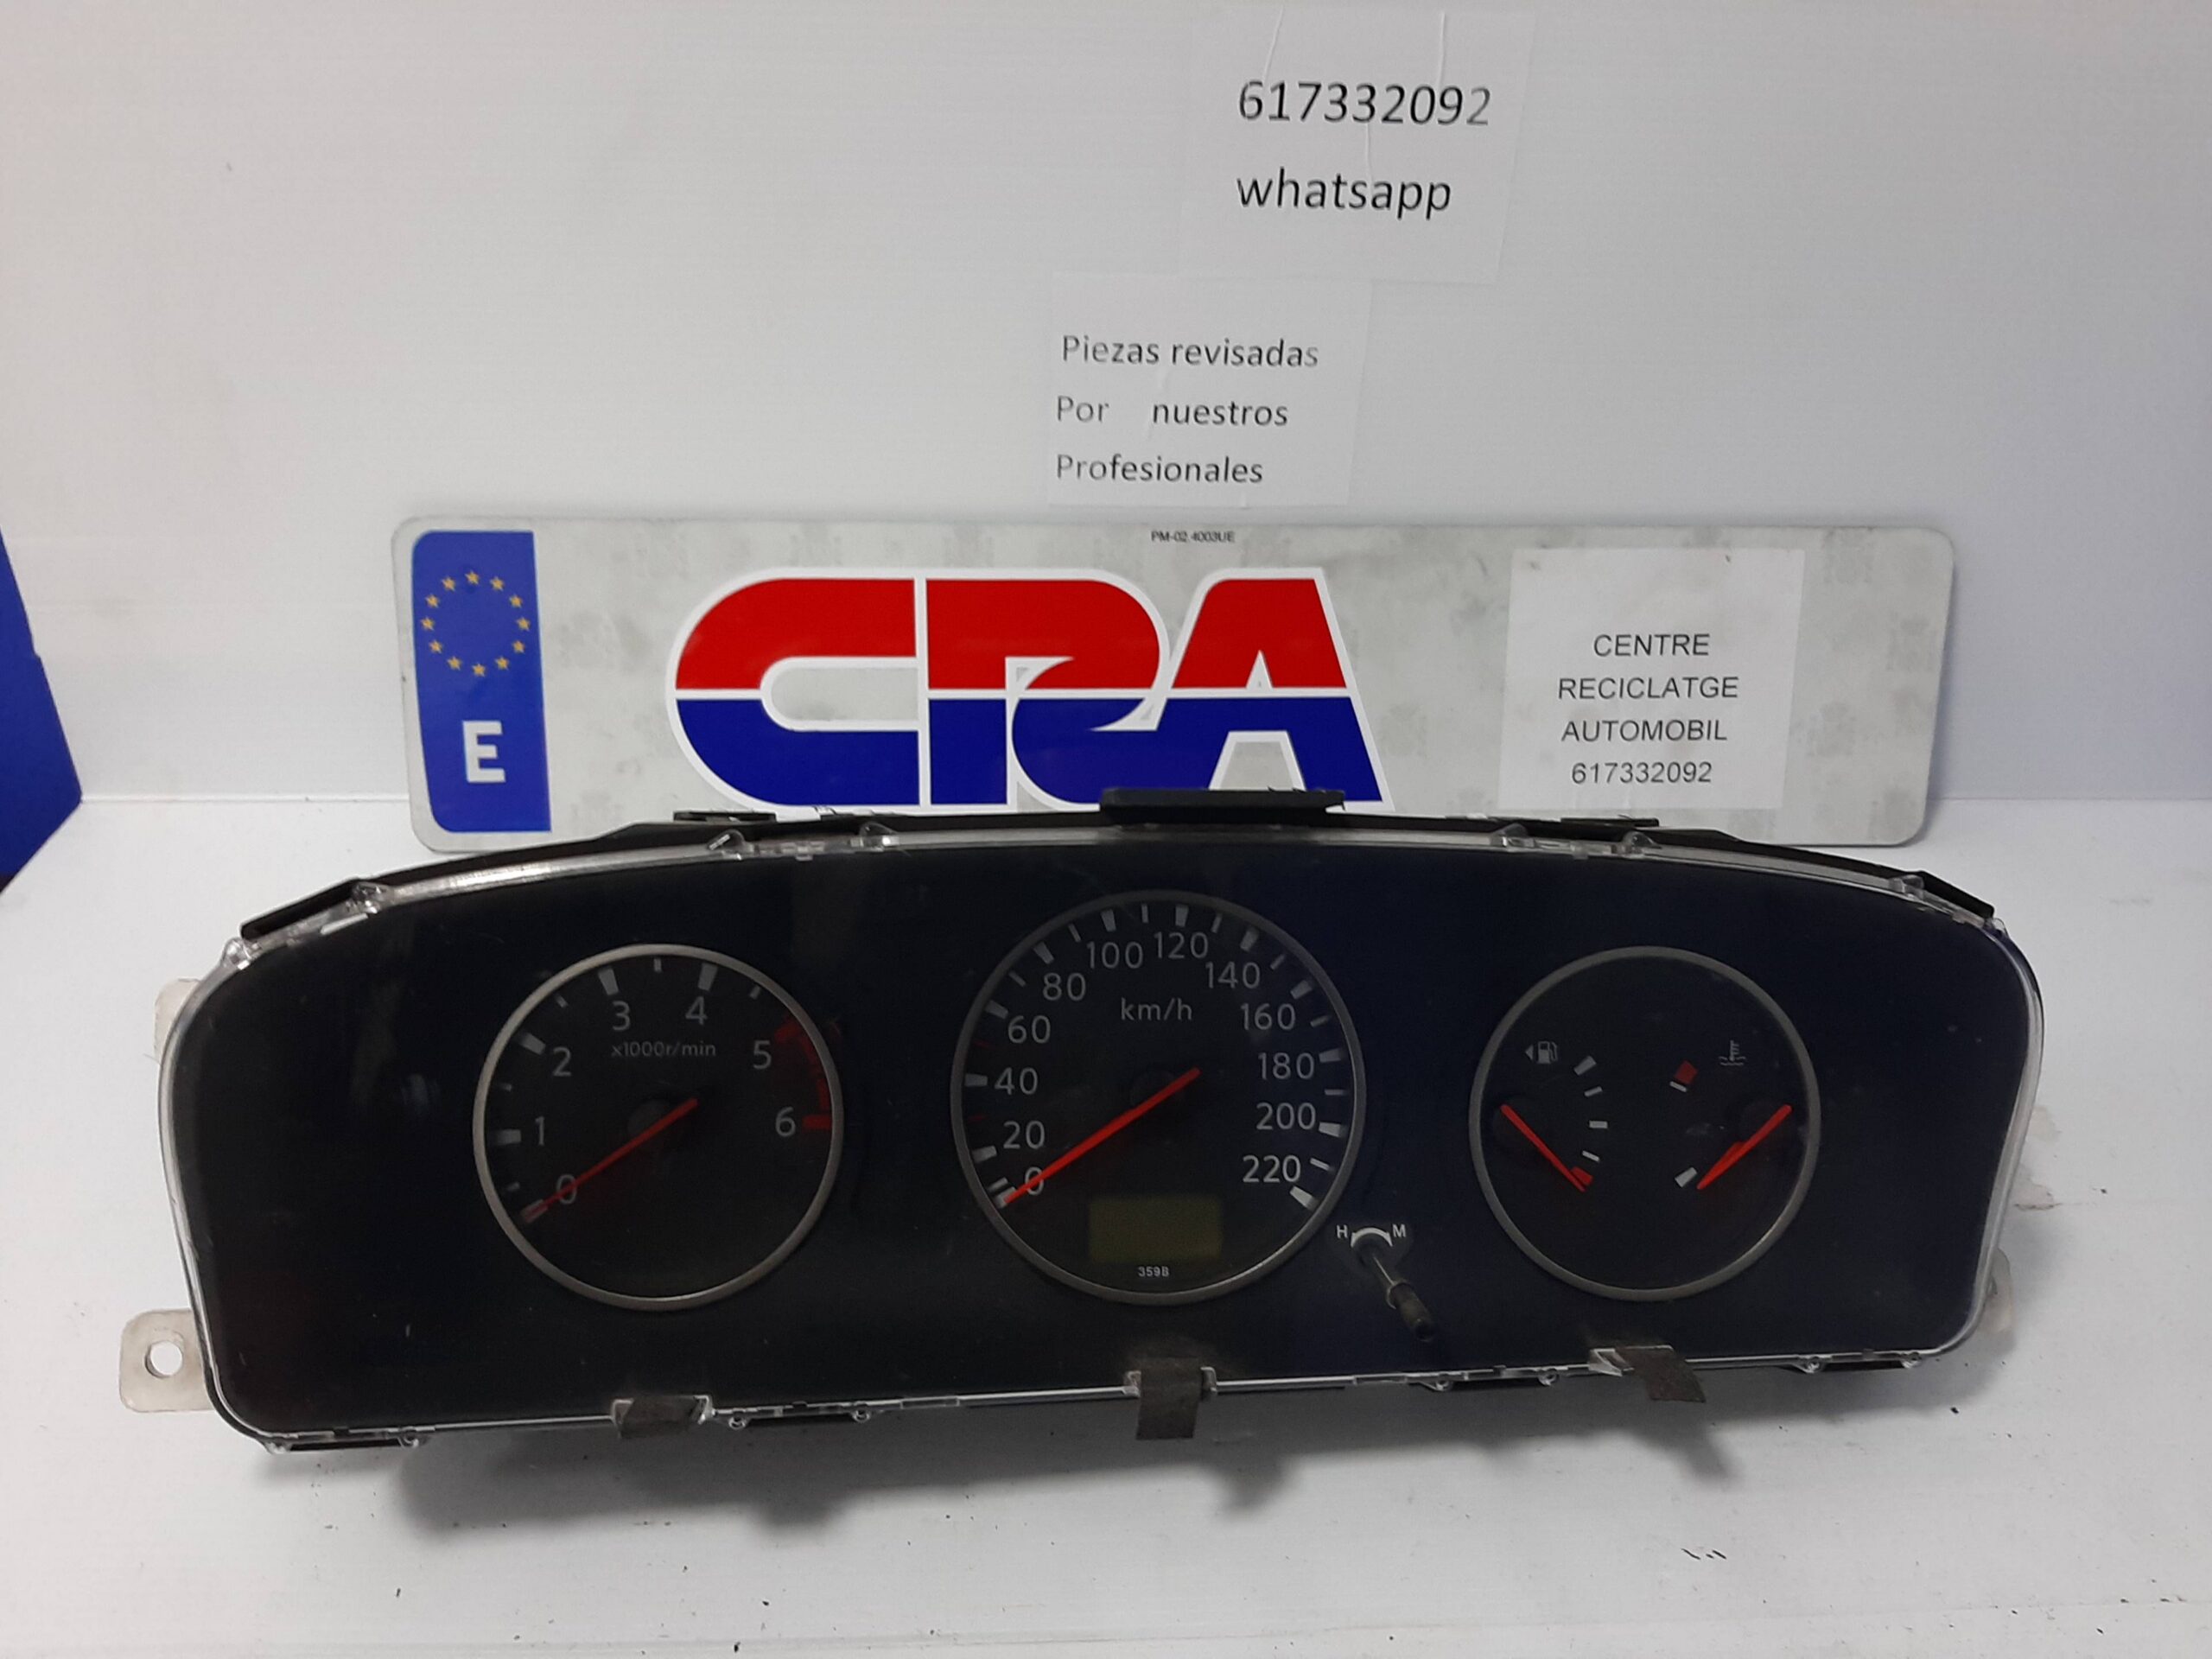 617332092
whatsapp
Piezas revisadas
Por nuestros
Profesionales
PM-02 4003UE
E
CRA
CENTRE
RECICLATGE
AUTOMOBIL
617332092
0 1 2 3 4 5 6
x1000r/min
0 20 40 60 80 100 120 140 160 180 200 220
km/h
359B
H M